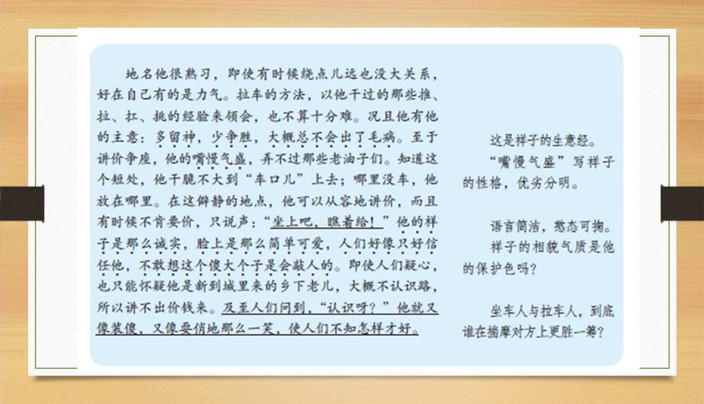 地名他很熟习，即使有时候绕点儿远也没大关系，
好在自己有的是力气。拉车的方法，以他干过的那些推、
拉、扛、挑的经验来领会，也不算十分难。况且他有他
的主意：多留神，少争胜，大概总不会出了毛病。至于
讲价争座，他的嘴慢气盛，弄不过那些老油子们。知道这
个短处，他干脆不大到“车口儿”上去；哪里没车，他
放在哪里。在这僻静的地点，他可以从容地讲价，而且
有时候不肯要价，只说声：“坐上吧，瞧着给！”他的样
子是那么诚实，脸上是那么简单可爱，人们好像只好信
任他，不敢想这个傻大个子是会敲人的。即使人们疑心，
也只能怀疑他是新到城里来的乡下老儿，大概不认识路，
所以讲不出价钱来。及至人们问到，“认识呀？”他就又
像装傻，又像耍俏地那么一笑，使人们不知怎样才好。
这是祥子的生意经。
“嘴慢气盛”写祥子
的性格，优劣分明。
语言简洁，憨态可掬。
祥子的相貌气质是他
的保护色吗？
坐车人与拉车人，到底
谁在揣摩对方上更胜一筹？